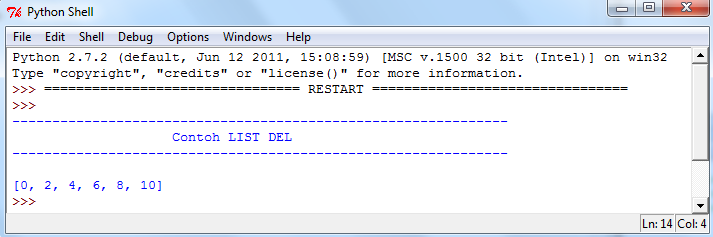 Python Shell
File Edit Shell Debug Options Windows Help
Python 2.7.2 (default, Jun 12 2011, 15:08:59) [MSC v.1500 32 bit (Intel)] on win32
Type "copyright", "credits" or "license()" for more information.
>>> ================================ RESTART ================================
>>>
--------------------------------------------------------------
Contoh LIST DEL
--------------------------------------------------------------
[0, 2, 4, 6, 8, 10]
>>>
Ln: 14 Col: 4